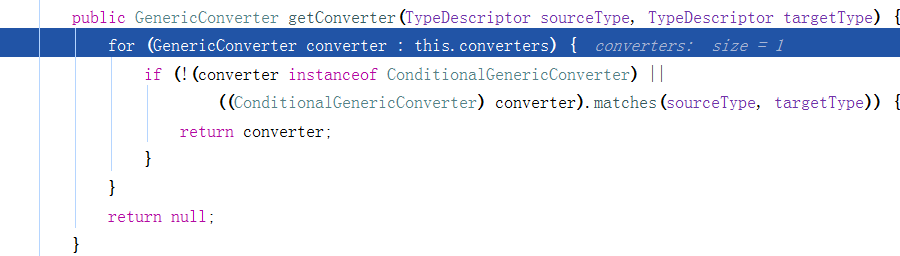 public GenericConverter getConverter(TypeDescriptor sourceType, TypeDescriptor targetType) {
for (GenericConverter converter : this.converters) { converters: size = 1
if (!(converter instanceof ConditionalGenericConverter) ||
((ConditionalGenericConverter) converter).matches(sourceType, targetType)) {
return converter;
}
}
return null;
}